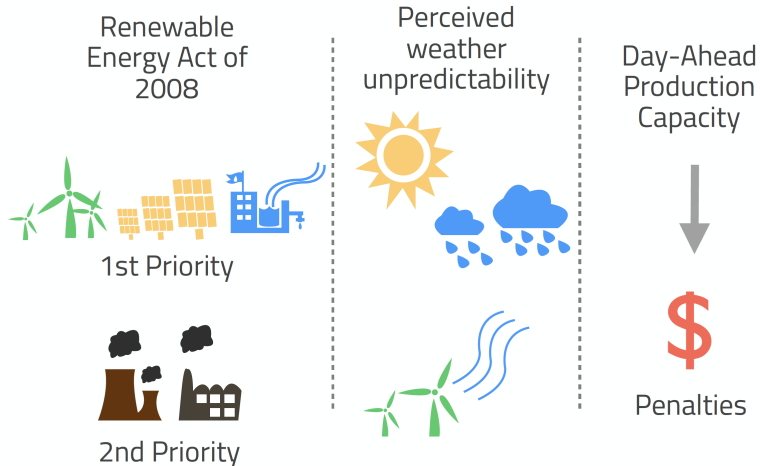 Renewable
Energy Act of
2008
1st Priority
2nd Priority
Perceived
weather
unpredictability
Day-Ahead
Production
Capacity
$
Penalties